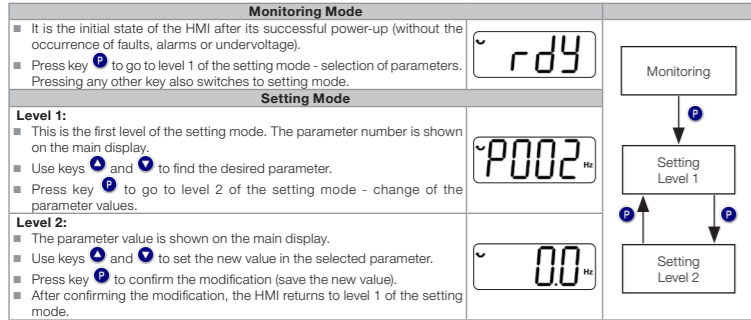 Monitoring Mode
■ It is the initial state of the HMI after its successful power-up (without the
occurrence of faults, alarms or undervoltage).
■ Press key P to go to level 1 of the setting mode - selection of parameters.
Pressing any other key also switches to setting mode.
rdy
Setting Mode
Level 1:
■ This is the first level of the setting mode. The parameter number is shown
on the main display.
■ Use keys and to find the desired parameter.
■ Press key P to go to level 2 of the setting mode - change of the
parameter values.
P002 Hz
Level 2:
■ The parameter value is shown on the main display.
■ Use keys and to set the new value in the selected parameter.
■ Press key P to confirm the modification (save the new value).
■ After confirming the modification, the HMI returns to level 1 of the setting
mode.
0.0 Hz
Monitoring
P
Setting
Level 1
P P
Setting
Level 2